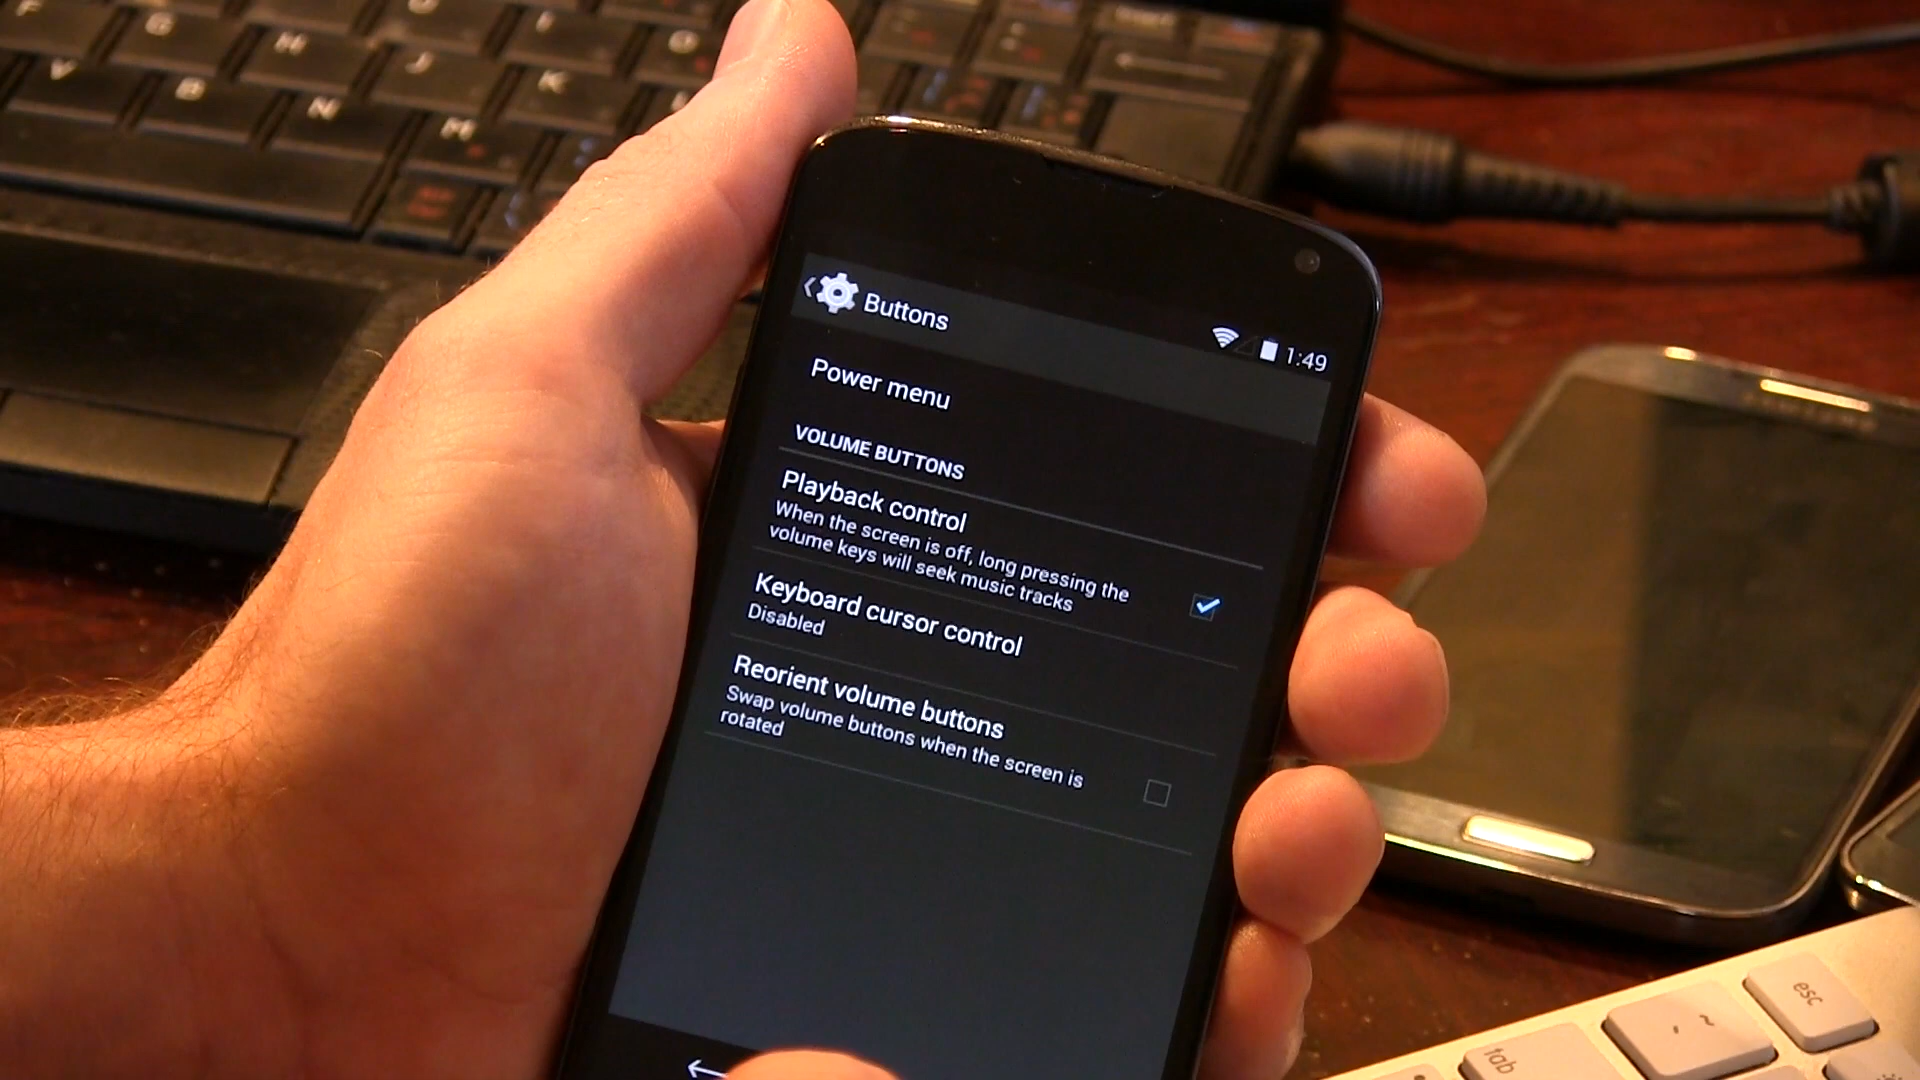 F
G
H
J
K
V
B
N
M
Buttons
1:49
Power menu
VOLUME BUTTONS
Playback control
When the screen is off, long pressing the
volume keys will seek music tracks
Keyboard cursor control
Disabled
Reorient volume buttons
Swap volume buttons when the screen is
rotated
esc
~
tab